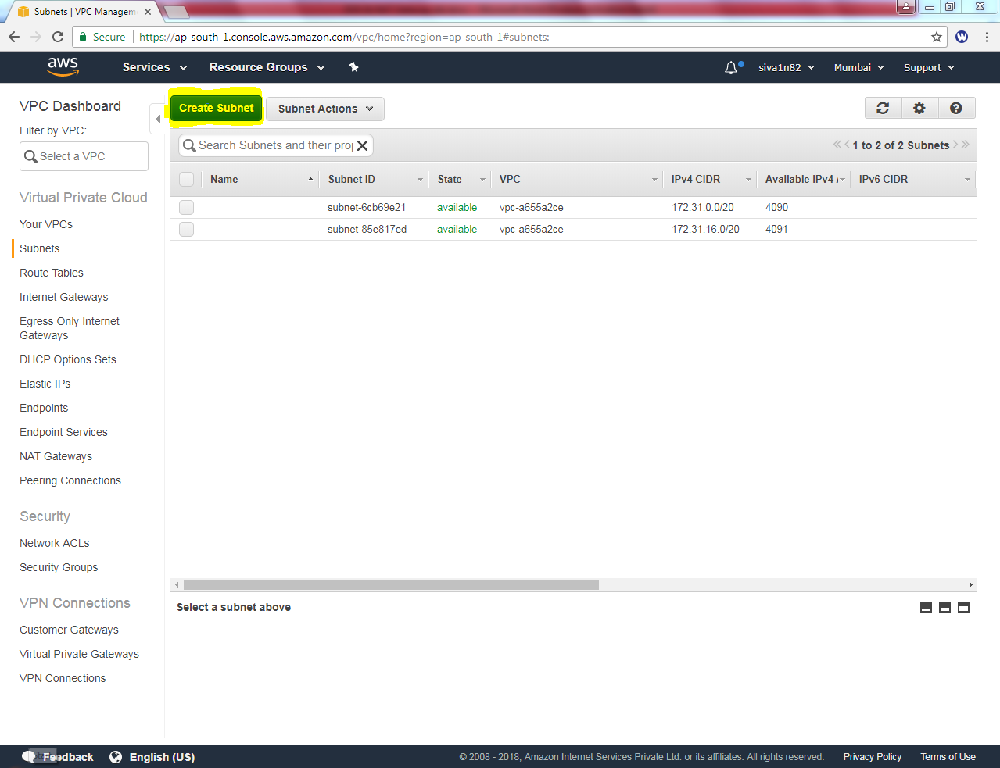 Subnets | VPC Managem
Secure https://ap-south-1.console.aws.amazon.com/vpc/home?region=ap-south-1#subnets:
W
aws Services Resource Groups siva1n82 Mumbai Support
VPC Dashboard
Filter by VPC:
Select a VPC
Virtual Private Cloud
Your VPCs
Subnets
Route Tables
Internet Gateways
Egress Only Internet
Gateways
DHCP Options Sets
Elastic IPs
Endpoints
Endpoint Services
NAT Gateways
Peering Connections
Security
Network ACLs
Security Groups
VPN Connections
Customer Gateways
Virtual Private Gateways
VPN Connections
Create Subnet Subnet Actions
Search Subnets and their prop 1 to 2 of 2 Subnets
Name Subnet ID State VPC IPv4 CIDR Available IPv4 IPv6 CIDR
subnet-6cb69e21 available vpc-a655a2ce 172.31.0.0/20 4090
subnet-85e817ed available vpc-a655a2ce 172.31.16.0/20 4091
Select a subnet above
Feedback English (US) © 2008 - 2018, Amazon Internet Services Private Ltd. or its affiliates. All rights reserved. Privacy Policy Terms of Use